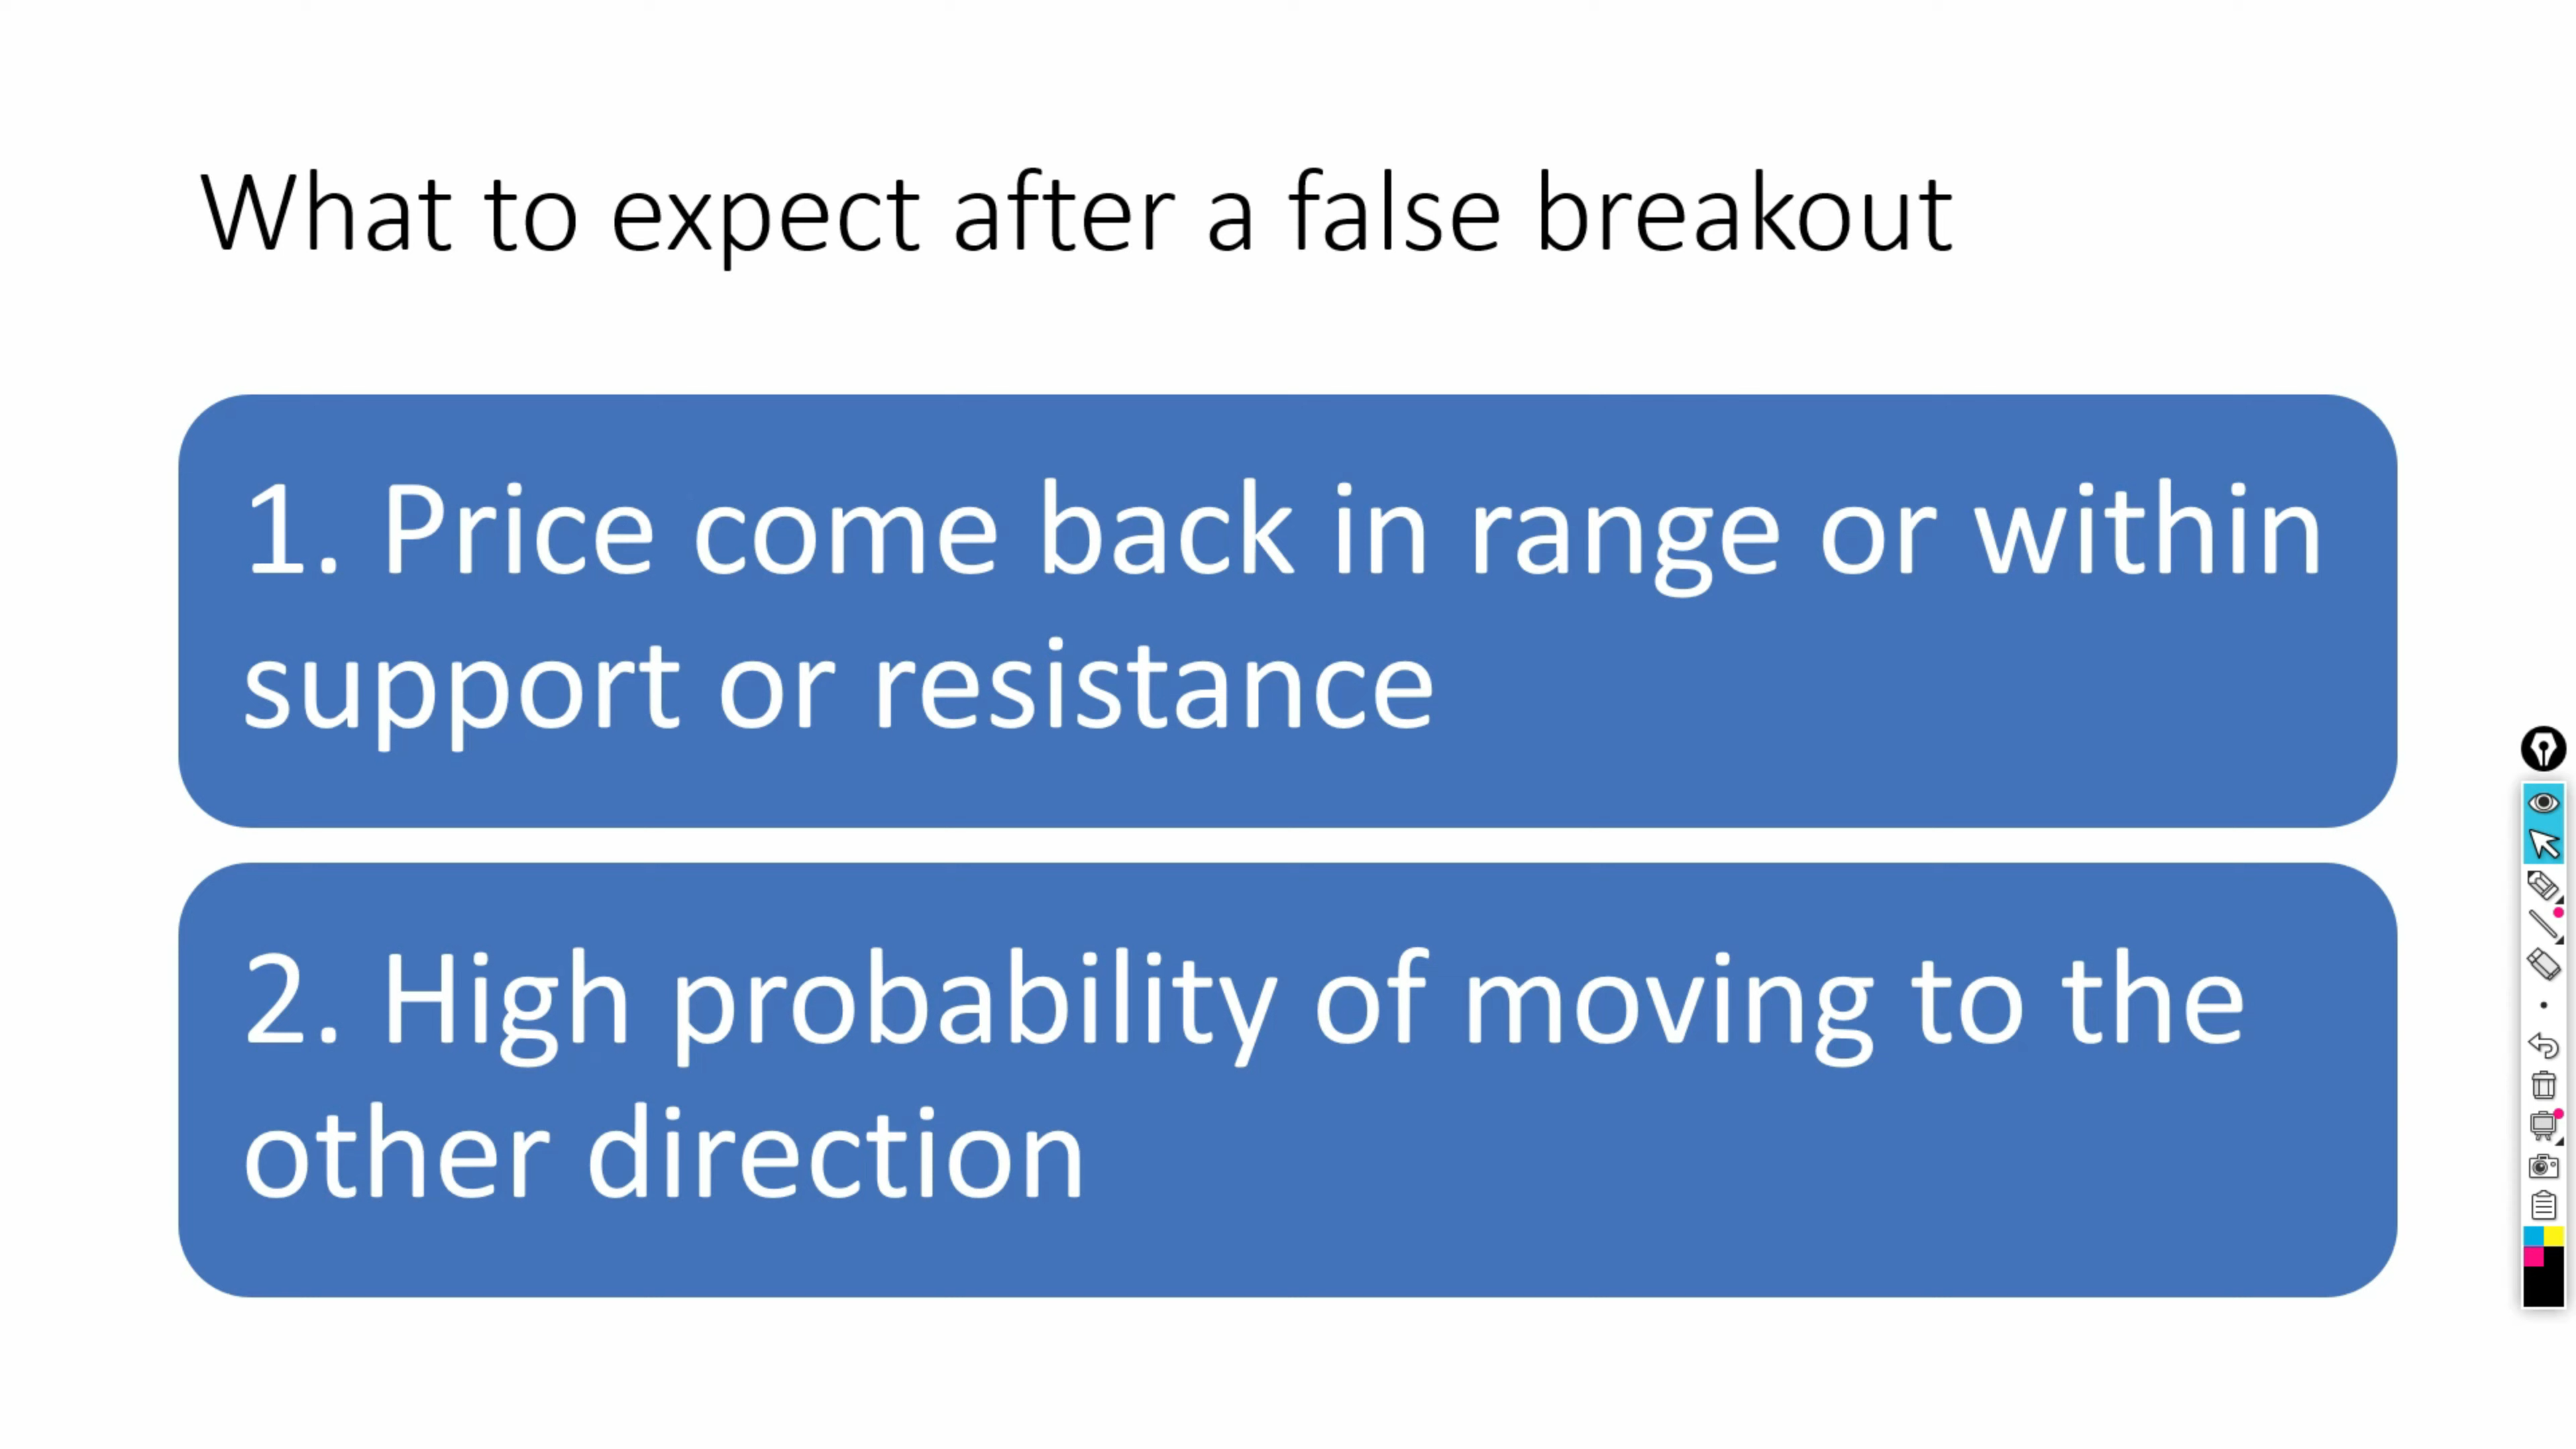 What to expect after a false breakout
1. Price come back in range or within
support or resistance
2. High probability of moving to the
other direction